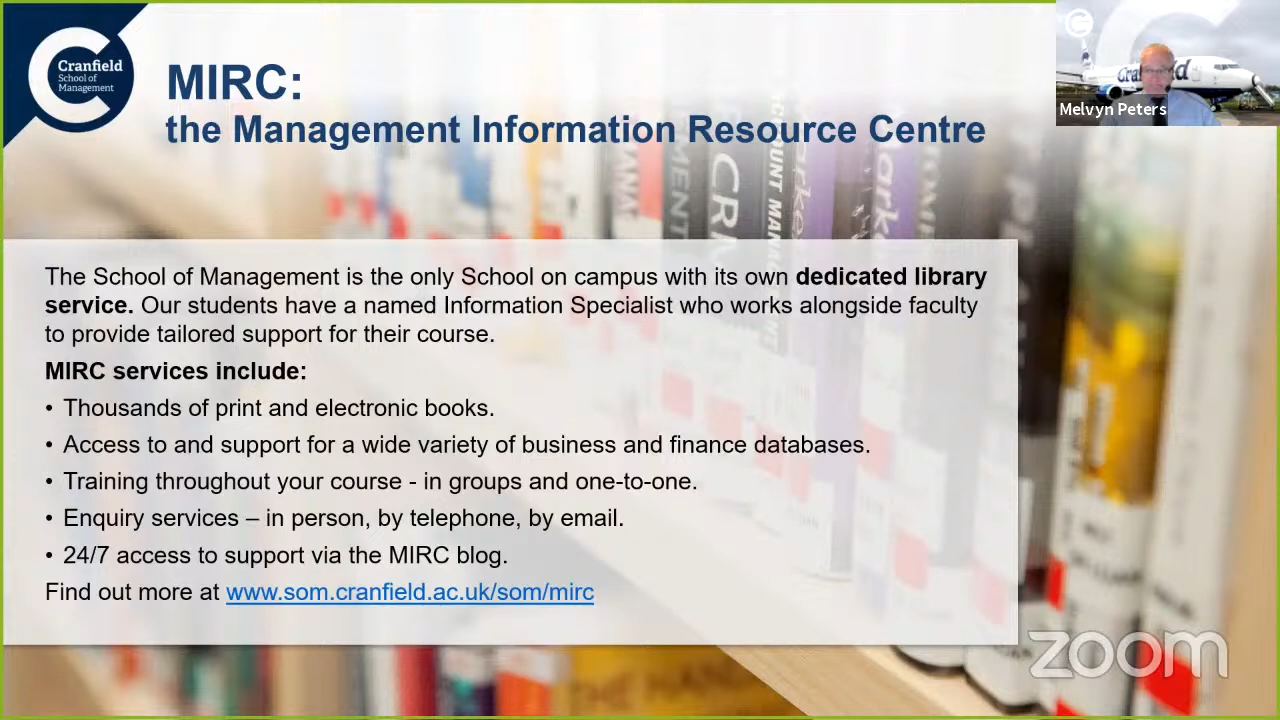 Cranfield
School of
Management
MIRC:
the Management Information Resource Centre
Cranfield
Melvyn Peters
The School of Management is the only School on campus with its own dedicated library
service. Our students have a named Information Specialist who works alongside faculty
to provide tailored support for their course.
MIRC services include:
• Thousands of print and electronic books.
• Access to and support for a wide variety of business and finance databases.
• Training throughout your course - in groups and one-to-one.
• Enquiry services – in person, by telephone, by email.
• 24/7 access to support via the MIRC blog.
Find out more at www.som.cranfield.ac.uk/som/mirc
CRM
zoom